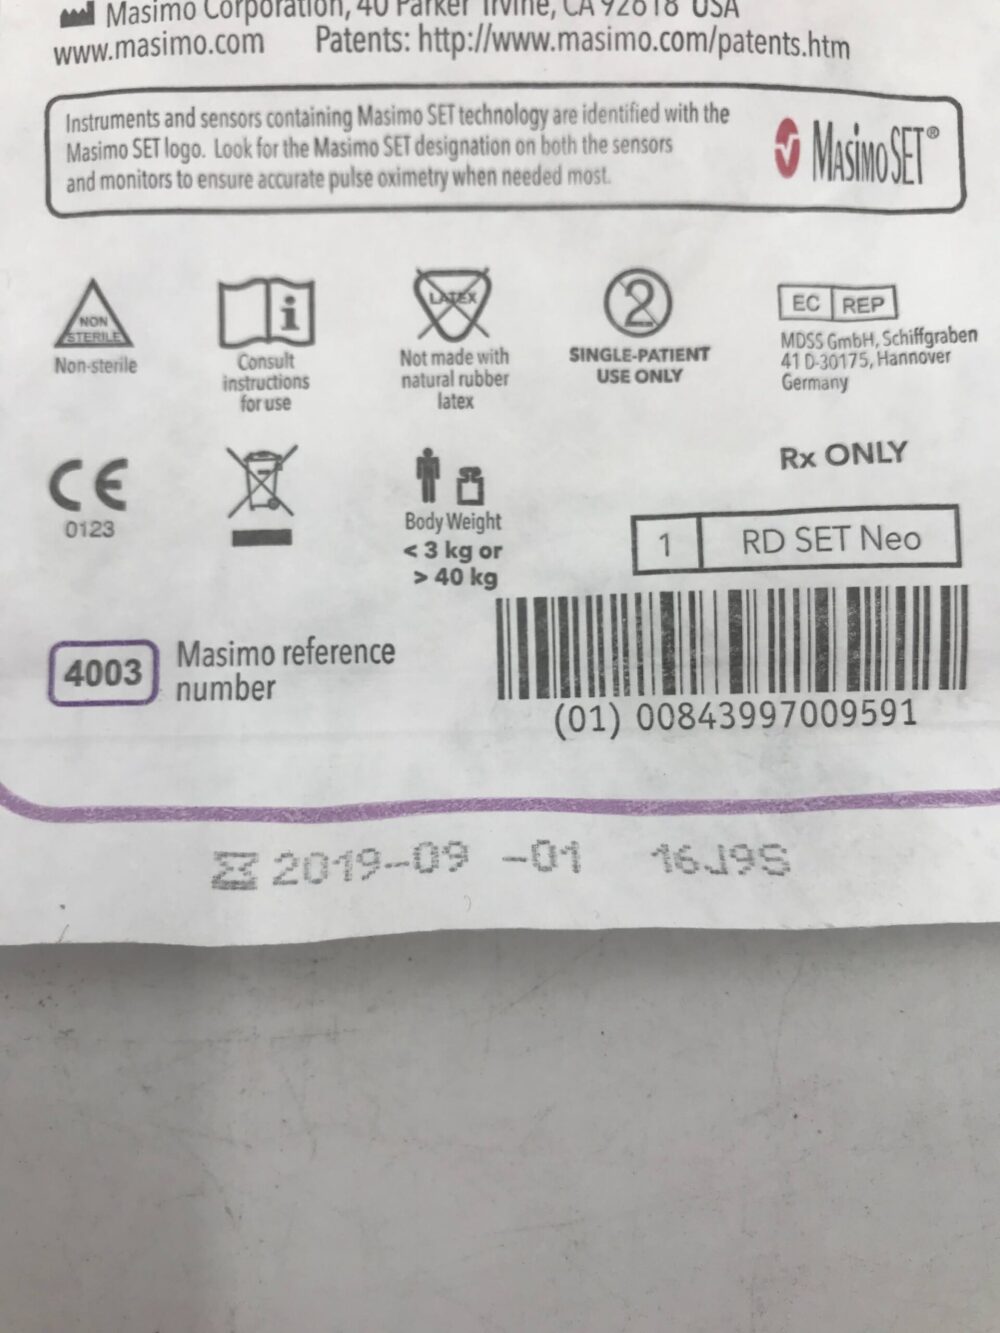 Masimo Corporation, 40 Parker Irvine, CA 92618 USA
www.masimo.com Patents: http://www.masimo.com/patents.htm
Instruments and sensors containing Masimo SET technology are identified with the
Masimo SET logo. Look for the Masimo SET designation on both the sensors
and monitors to ensure accurate pulse oximetry when needed most.
Masimo SET®
NON
STERILE
Non-sterile
i
Consult
instructions
for use
LATEX
Not made with
natural rubber
latex
2
SINGLE-PATIENT
USE ONLY
EC REP
MDSS GmbH, Schiffgraben
41 D-30175, Hannover
Germany
CE
0123
Body Weight
< 3 kg or
> 40 kg
Rx ONLY
1 RD SET Neo
4003 Masimo reference
number
(01) 00843997009591
2019-09 -01 16J9S